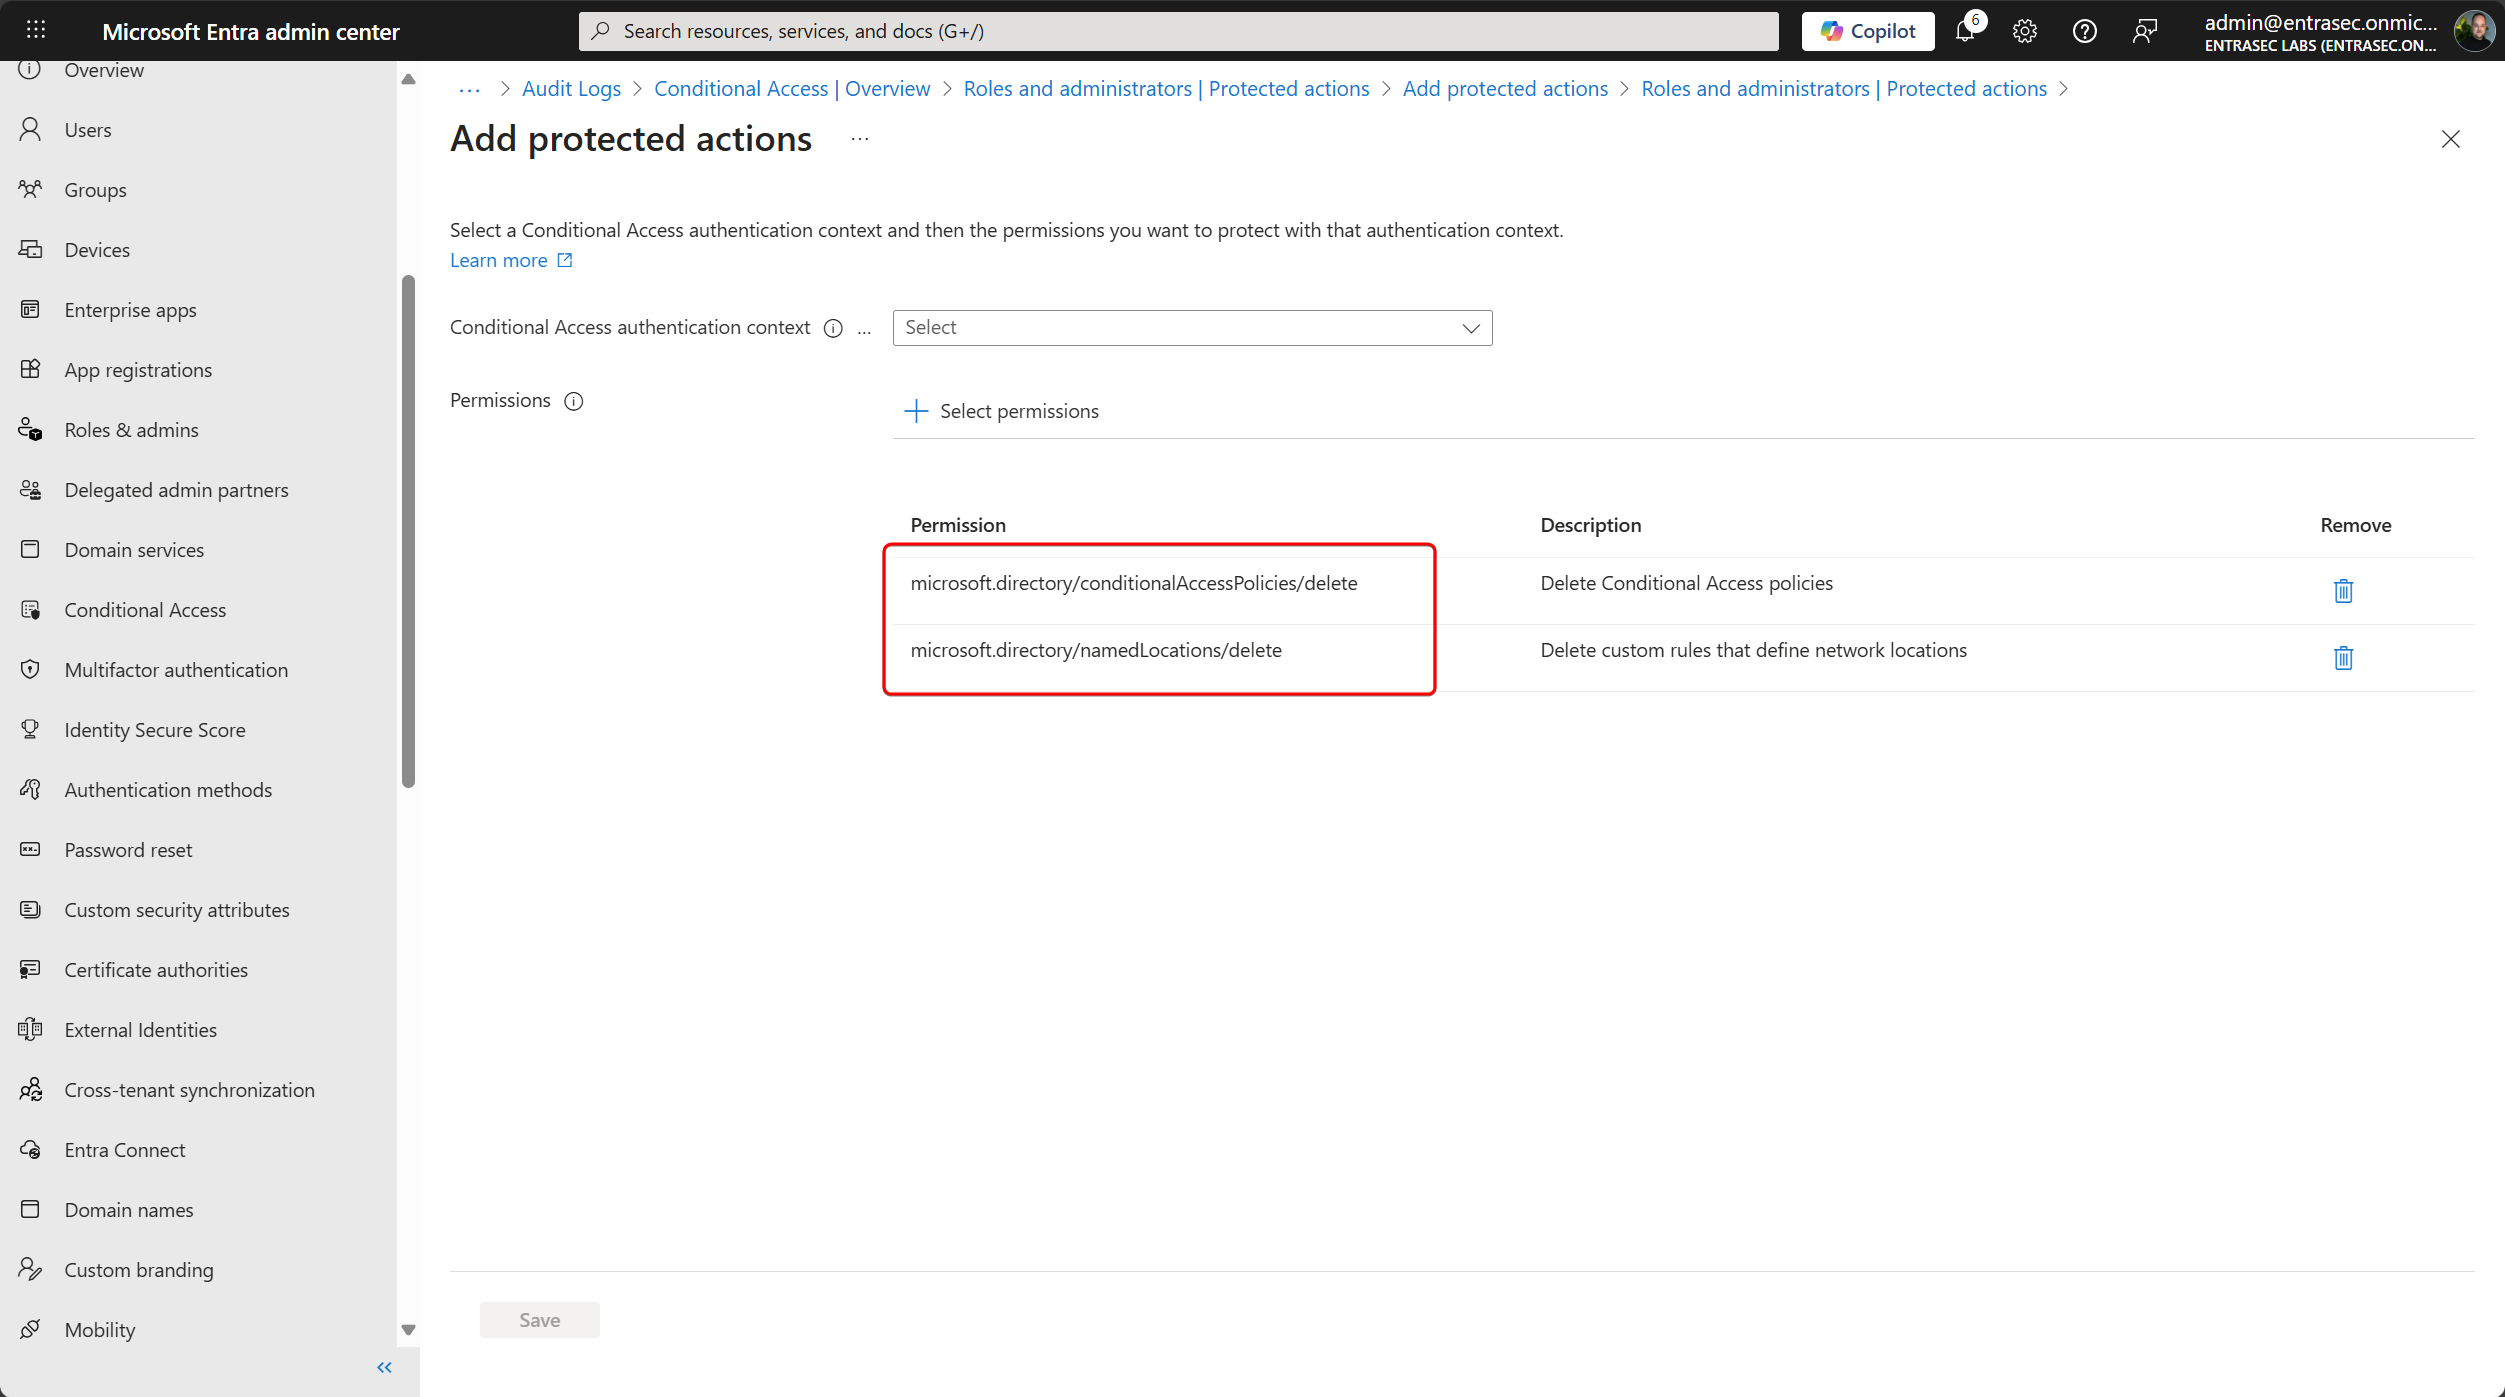 Microsoft Entra admin center
Search resources, services, and docs (G+/)
Copilot
6
admin@entrasec.onmic...
ENTRASEC LABS (ENTRASEC.ON...
Overview
Users
Groups
Devices
Enterprise apps
App registrations
Roles & admins
Delegated admin partners
Domain services
Conditional Access
Multifactor authentication
Identity Secure Score
Authentication methods
Password reset
Custom security attributes
Certificate authorities
External Identities
Cross-tenant synchronization
Entra Connect
Domain names
Custom branding
Mobility
«
... > Audit Logs > Conditional Access | Overview > Roles and administrators | Protected actions > Add protected actions > Roles and administrators | Protected actions >
Add protected actions ...
Select a Conditional Access authentication context and then the permissions you want to protect with that authentication context.
Learn more
Conditional Access authentication context ...
Select
Permissions
Select permissions
Permission Description Remove
microsoft.directory/conditionalAccessPolicies/delete Delete Conditional Access policies
microsoft.directory/namedLocations/delete Delete custom rules that define network locations
Save